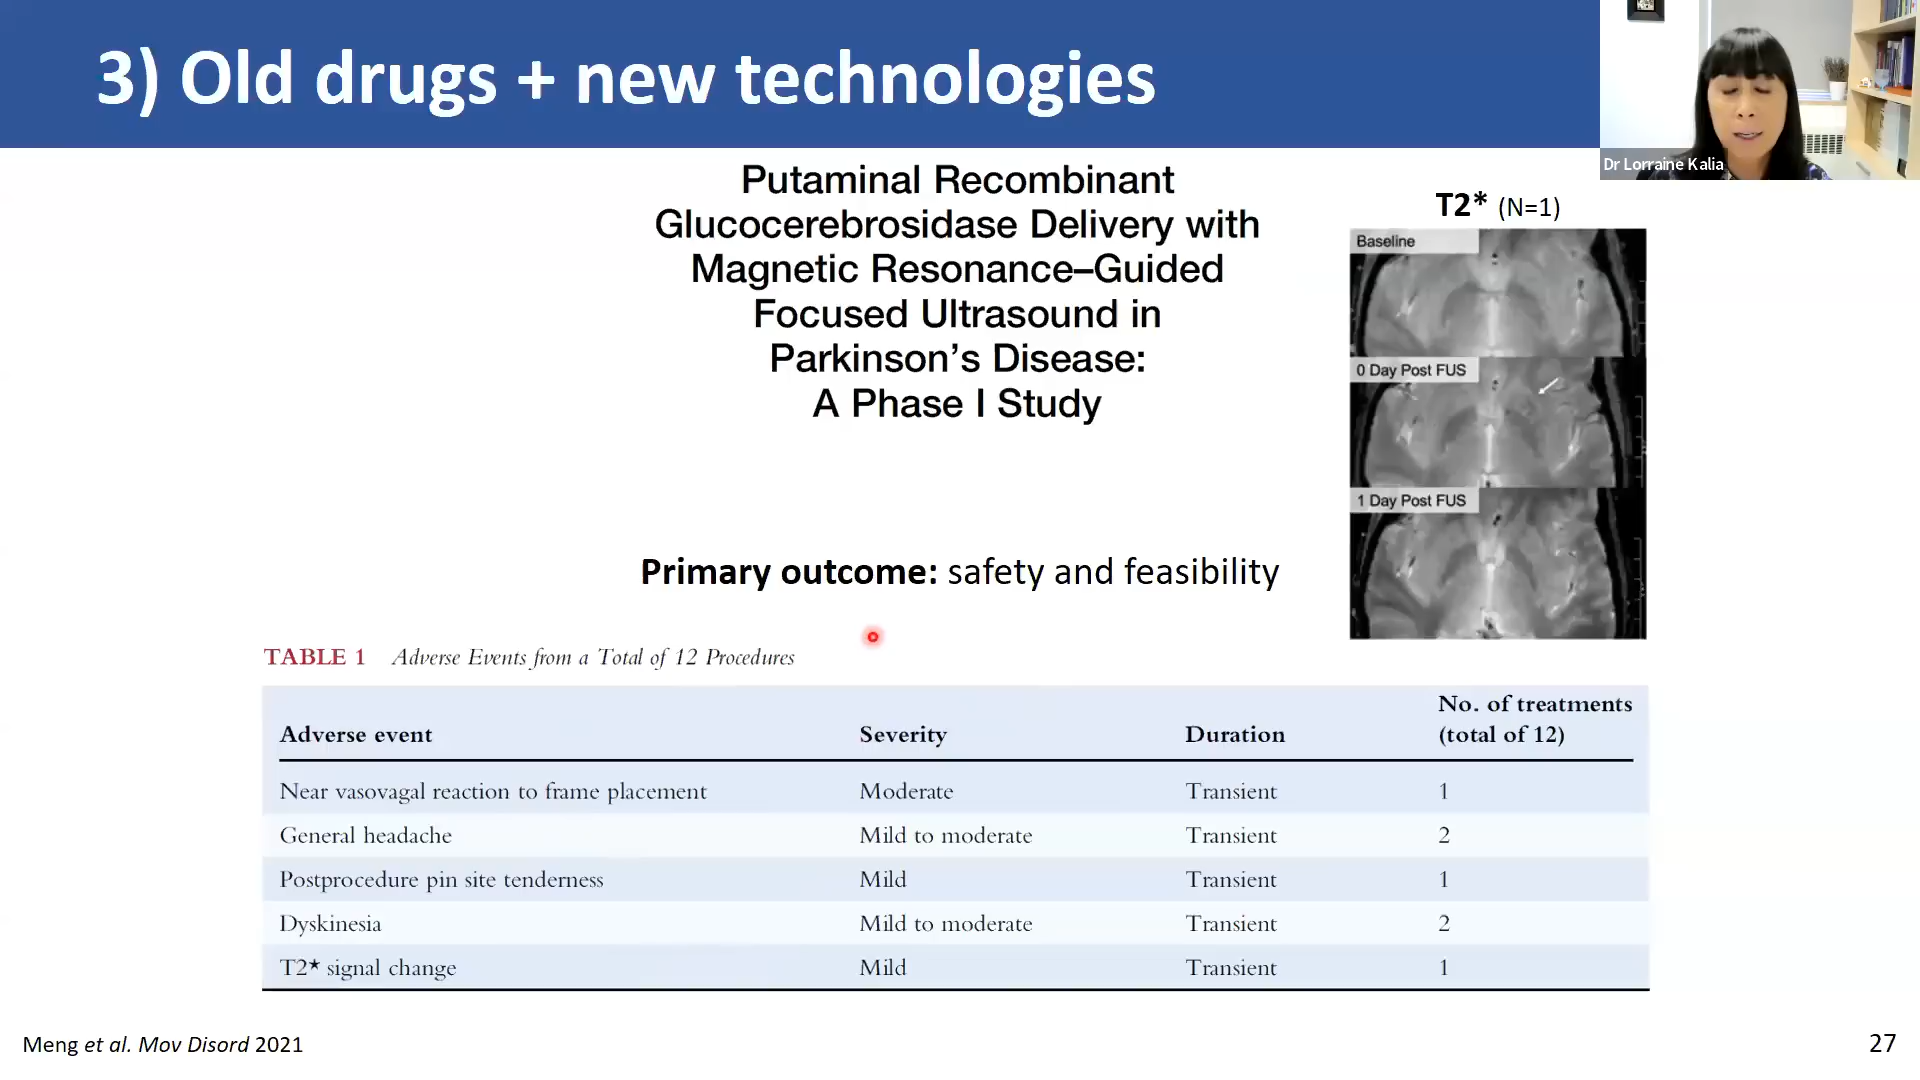 3) Old drugs + new technologies
Dr Lorraine Kalia
Putaminal Recombinant
Glucocerebrosidase Delivery with
Magnetic Resonance–Guided
Focused Ultrasound in
Parkinson’s Disease:
A Phase I Study
T2* (N=1)
Baseline
0 Day Post FUS
1 Day Post FUS
Primary outcome: safety and feasibility
TABLE 1 Adverse Events from a Total of 12 Procedures
Adverse event Severity Duration No. of treatments
(total of 12)
Near vasovagal reaction to frame placement Moderate Transient 1
General headache Mild to moderate Transient 2
Postprocedure pin site tenderness Mild Transient 1
Dyskinesia Mild to moderate Transient 2
T2★ signal change Mild Transient 1
Meng et al. Mov Disord 2021
27